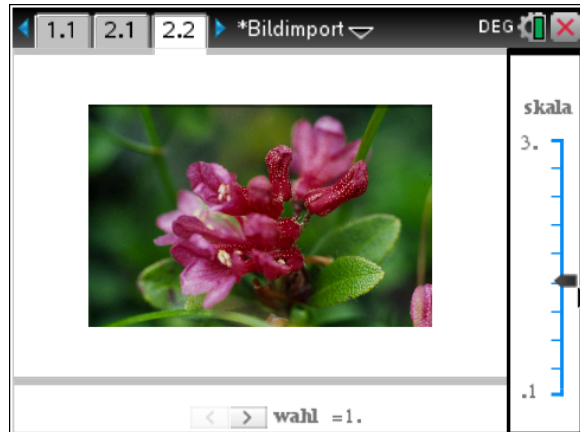 1.1 2.1 2.2 *Bildimport DEG
skala
3.
.1
wahl =1.